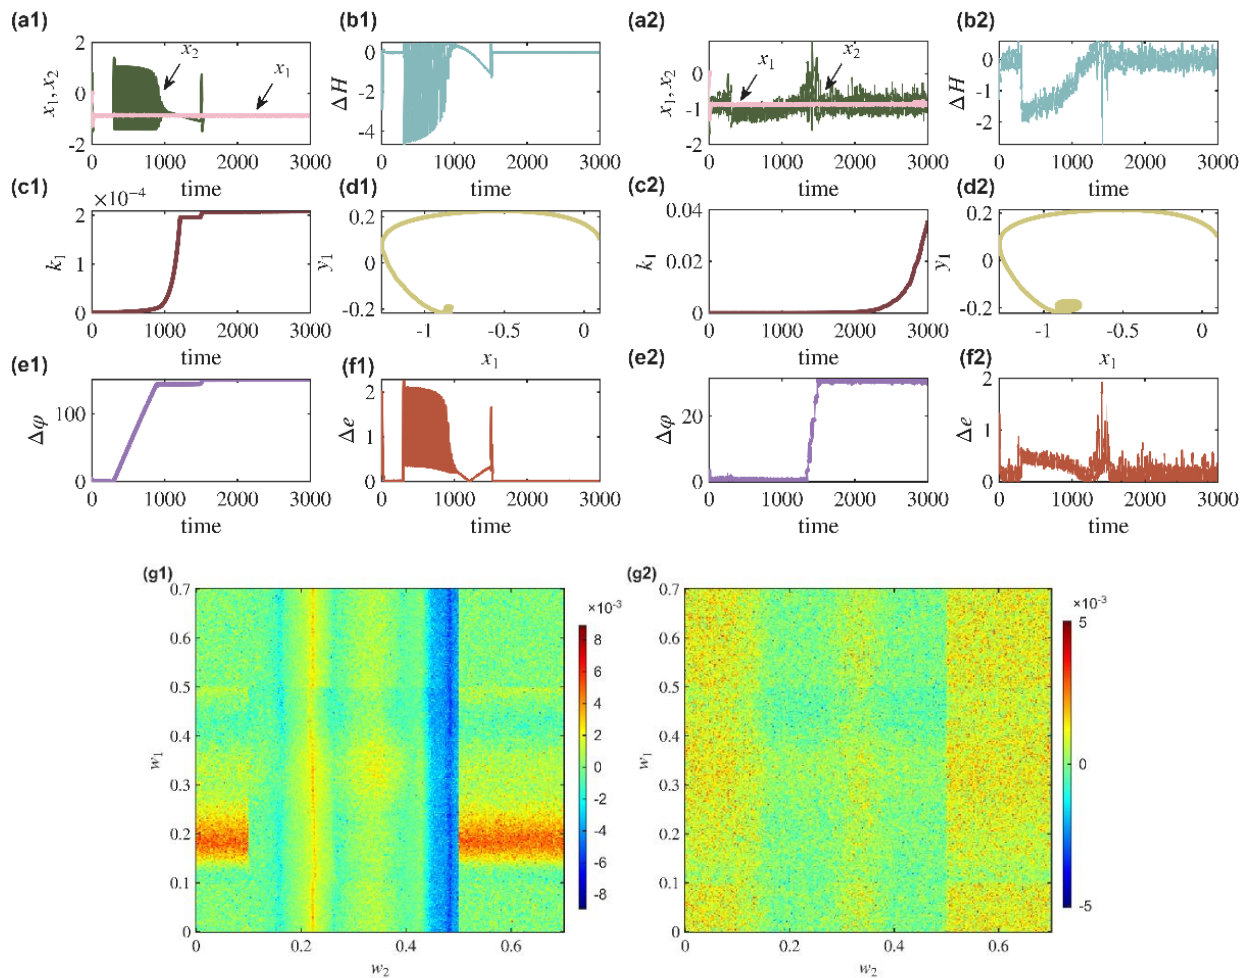 (a1)
x₁, x₂
2
0
-2
x₂
x₁
0 1000 2000 3000
time
(b1)
ΔH
0
-2
-4
0 1000 2000 3000
time
(a2)
x₁, x₂
0
-1
-2
x₁
x₂
0 1000 2000 3000
time
(b2)
ΔH
0
-1
-2
0 1000 2000 3000
time
(c1)
×10⁻⁴
k₁
2
1
0
0 1000 2000 3000
time
(d1)
y₁
0.2
0
-0.2
-1 -0.5 0
x₁
(c2)
k₁
0.04
0.02
0
0 1000 2000 3000
time
(d2)
y₁
0.2
0
-0.2
-1 -0.5 0
x₁
(e1)
Δφ
100
0
0 1000 2000 3000
time
(f1)
Δe
2
1
0
0 1000 2000 3000
time
(e2)
Δφ
20
0
0 1000 2000 3000
time
(f2)
Δe
2
1
0
0 1000 2000 3000
time
(g1)
w₁
0.7
0.6
0.5
0.4
0.3
0.2
0.1
0
0 0.2 0.4 0.6
w₂
×10⁻³
8
6
4
2
0
-2
-4
-6
-8
(g2)
w₁
0.7
0.6
0.5
0.4
0.3
0.2
0.1
0
0 0.2 0.4 0.6
w₂
×10⁻³
5
0
-5